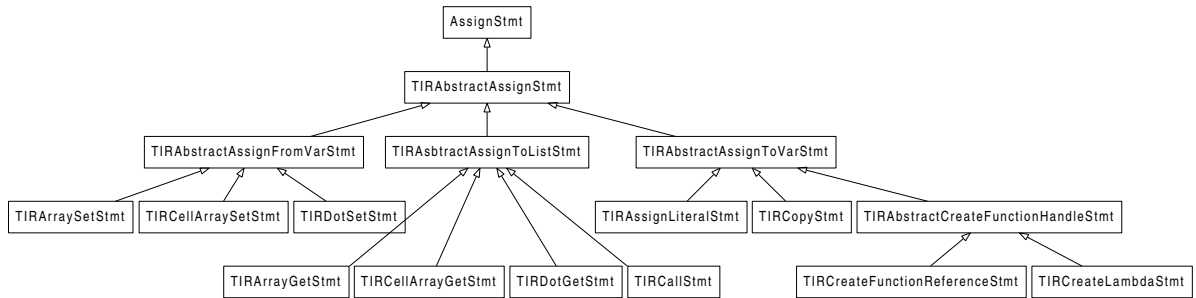 AssignStmt
TIRAbstractAssignStmt
TIRAbstractAssignFromVarStmt
TIRAsbtractAssignToListStmt
TIRAbstractAssignToVarStmt
TIRArraySetStmt
TIRCellArraySetStmt
TIRDotSetStmt
TIRAssignLiteralStmt
TIRCopyStmt
TIRAbstractCreateFunctionHandleStmt
TIRArrayGetStmt
TIRCellArrayGetStmt
TIRDotGetStmt
TIRCallStmt
TIRCreateFunctionReferenceStmt
TIRCreateLambdaStmt